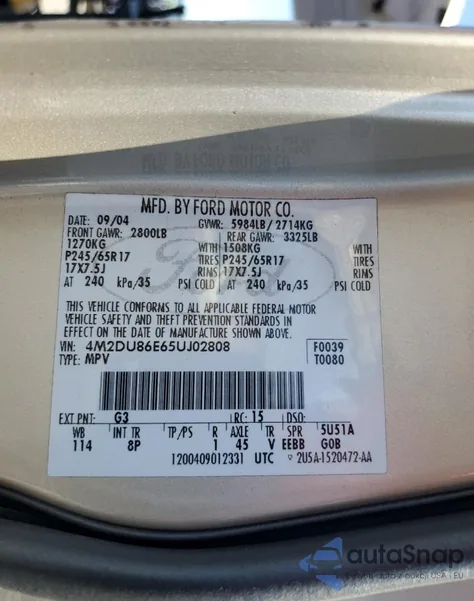 MFD. BY FORD MOTOR CO.
DATE: 09/04 GVWR: 5984LB/2714KG
FRONT GAWR: 2800LB REAR GAWR: 3325LB
1270KG WITH 1508KG WITH
P245/65R17 TIRES P245/65R17 TIRES
17X7.5J RIMS 17X7.5J RIMS
AT 240 kPa/35 PSI COLD AT 240 kPa/35 PSI COLD
THIS VEHICLE CONFORMS TO ALL APPLICABLE FEDERAL MOTOR
VEHICLE SAFETY AND THEFT PREVENTION STANDARDS IN
EFFECT ON THE DATE OF MANUFACTURE SHOWN ABOVE.
VIN: 4M2DU86E65UJ02808 F0039
TYPE: MPV T0080
EXT PNT: G3 RC: 15 DSO:
WB INT TR TP/PS R AXLE TR SPR 5U51A
114 8P 1 45 V EEBB G0B
1200409012331 UTC 2U5A-1520472-AA
Ford
autoSnap